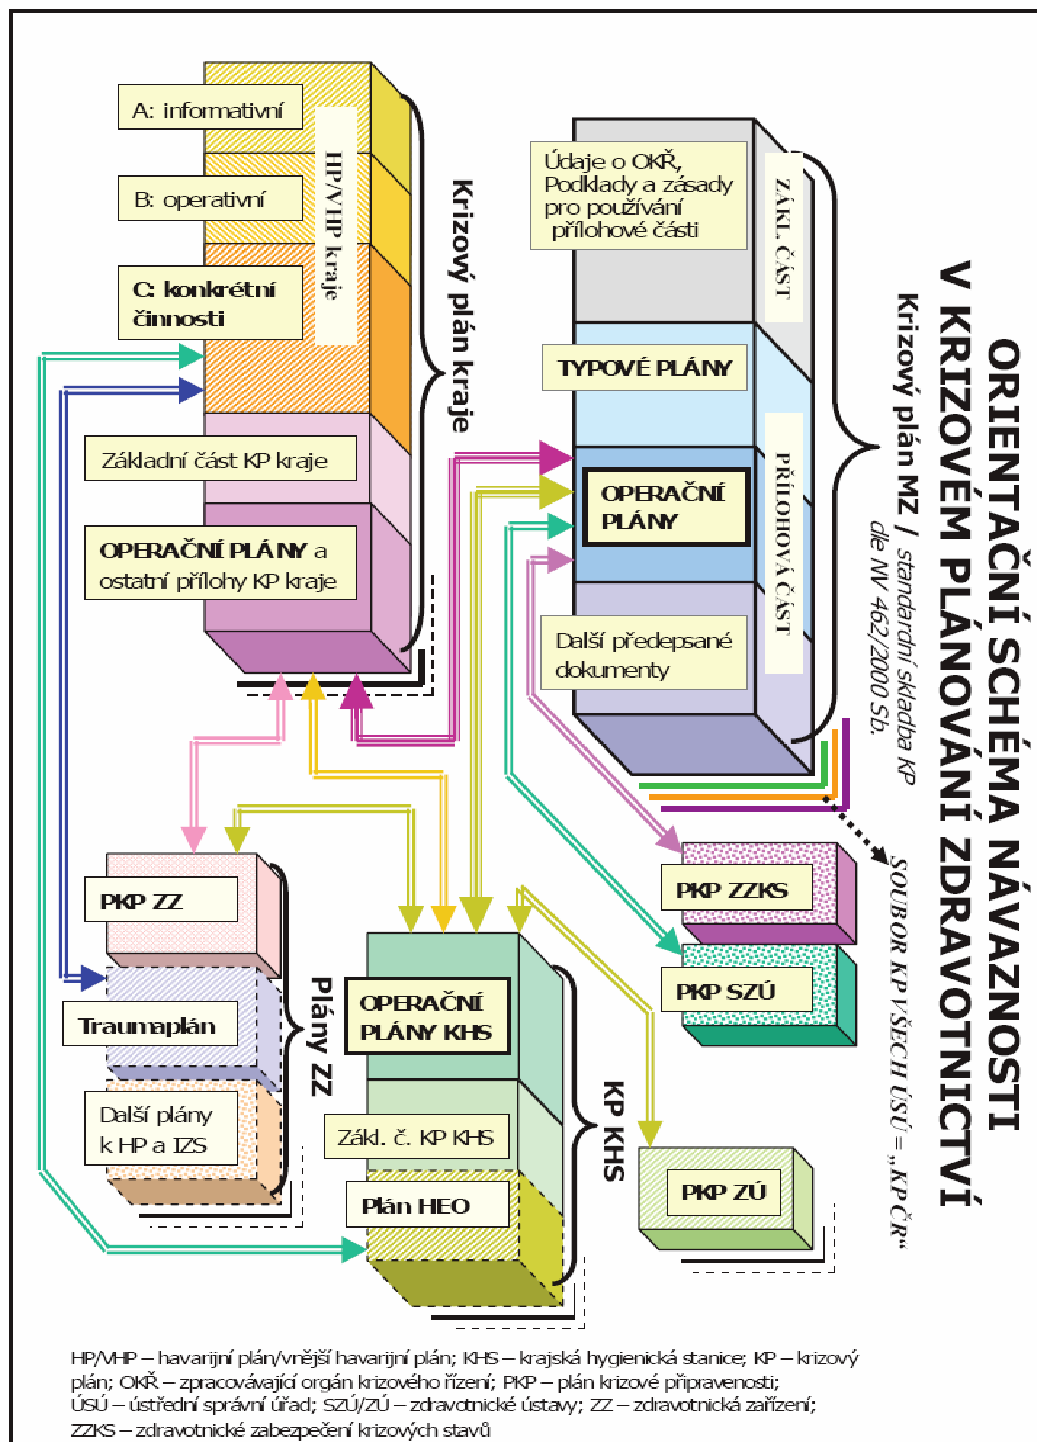 ORIENTAČNÍ SCHÉMA NÁVAZNOSTI
V KRIZOVÉM PLÁNOVÁNÍ ZDRAVOTNICTVÍ
Krizový plán MZ / standardní skladba KP
dle NV 462/2000 Sb.
A: informativní
B: operativní
C: konkrétní
činnosti
HP/VHP kraje
Krizový plán kraje
Základní část KP kraje
OPERAČNÍ PLÁNY a
ostatní přílohy KP kraje
Údaje o OKŘ,
Podklady a zásady
pro používání
přílohové části
ZÁKL. ČÁST
TYPOVÉ PLÁNY
OPERAČNÍ
PLÁNY
PŘÍLOHOVÁ ČÁST
Další předepsané
dokumenty
SOUBOR KP VŠECH ÚSÚ = „KP ČR“
PKP ZZ
Traumaplán
Další plány
k HP a IZS
Plány ZZ
OPERAČNÍ
PLÁNY KHS
Zákl. č. KP KHS
Plán HEO
KP KHS
PKP ZZKS
PKP SZÚ
PKP ZÚ
HP/VHP – havarijní plán/vnější havarijní plán; KHS – krajská hygienická stanice; KP – krizový
plán; OKŘ – zpracovávající orgán krizového řízení; PKP – plán krizové připravenosti;
ÚSÚ – ústřední správní úřad; SZÚ/ZÚ – zdravotnické ústavy; ZZ – zdravotnická zařízení;
ZZKS – zdravotnické zabezpečení krizových stavů